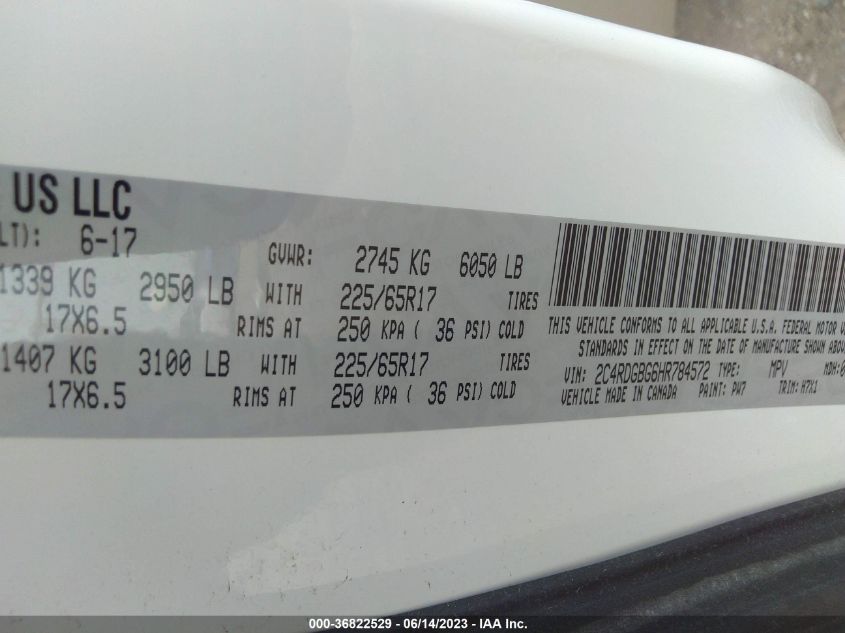 US LLC
LT): 6-17
GVWR: 2745 KG 6050 LB
1339 KG 2950 LB WITH 225/65R17 TIRES
17X6.5 RIMS AT 250 KPA ( 36 PSI) COLD
1407 KG 3100 LB WITH 225/65R17 TIRES
17X6.5 RIMS AT 250 KPA ( 36 PSI) COLD
THIS VEHICLE CONFORMS TO ALL APPLICABLE U.S.A. FEDERAL MOTOR
STANDARDS IN EFFECT ON THE DATE OF MANUFACTURE SHOWN
VIN: 2C4RDGBG6HR784572 TYPE: MPV MDH:0
VEHICLE MADE IN CANADA PAINT: PW7 TRIM: H7X1
000-36822529 - 06/14/2023 - IAA Inc.